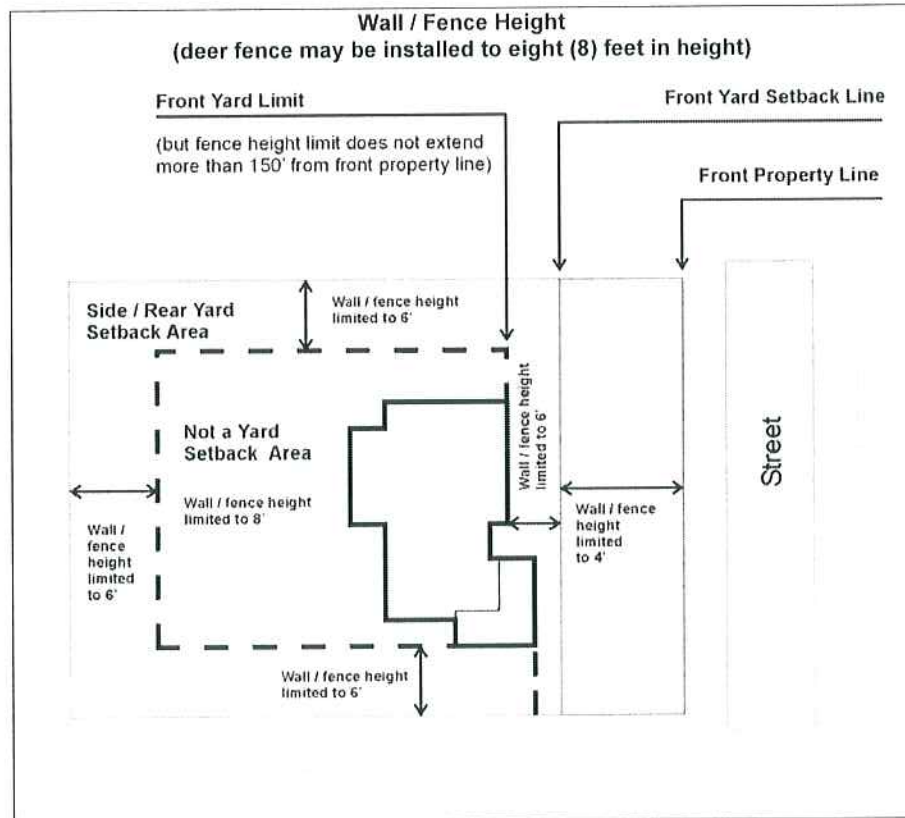 Wall / Fence Height
(deer fence may be installed to eight (8) feet in height)
Front Yard Limit
(but fence height limit does not extend
more than 150' from front property line)
Front Yard Setback Line
Front Property Line
Side / Rear Yard
Setback Area
Wall / fence height
limited to 6'
Wall / fence height
limited to 6'
Not a Yard
Setback Area
Wall / fence height
limited to 8'
Wall /
fence
height
limited
to 6'
Wall / fence
height
limited
to 4'
Street
Wall / fence height
limited to 6'